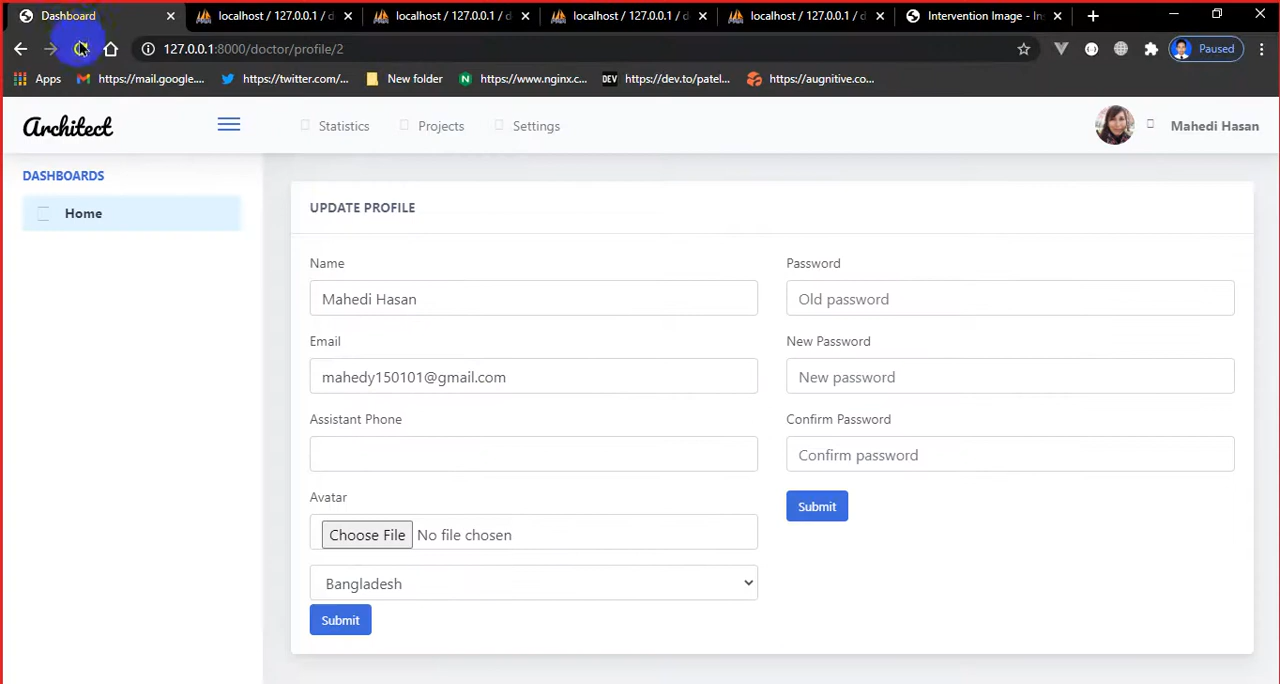 Dashboard
localhost / 127.0.0.1 / d
localhost / 127.0.0.1 / d
localhost / 127.0.0.1 / d
localhost / 127.0.0.1 / d
Intervention Image - In
127.0.0.1:8000/doctor/profile/2
Paused
Apps
https://mail.google....
https://twitter.com/...
New folder
https://www.nginx.c...
DEV
https://dev.to/patel...
https://augnitive.co...
Architect
Statistics
Projects
Settings
Mahedi Hasan
DASHBOARDS
Home
UPDATE PROFILE
Name
Mahedi Hasan
Email
mahedy150101@gmail.com
Assistant Phone
Avatar
Choose File No file chosen
Bangladesh
Submit
Password
Old password
New Password
New password
Confirm Password
Confirm password
Submit